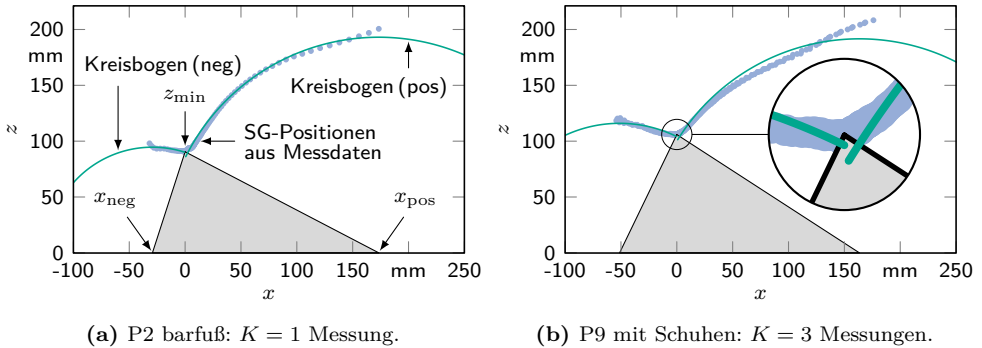 200
mm
150
100
50
0
z
Kreisbogen (neg)
z_min
Kreisbogen (pos)
SG-Positionen
aus Messdaten
x_neg
x_pos
-100 -50 0 50 100 150 mm 250
x
(a) P2 barfuß: K = 1 Messung.
200
mm
150
100
50
0
z
-100 -50 0 50 100 150 mm 250
x
(b) P9 mit Schuhen: K = 3 Messungen.